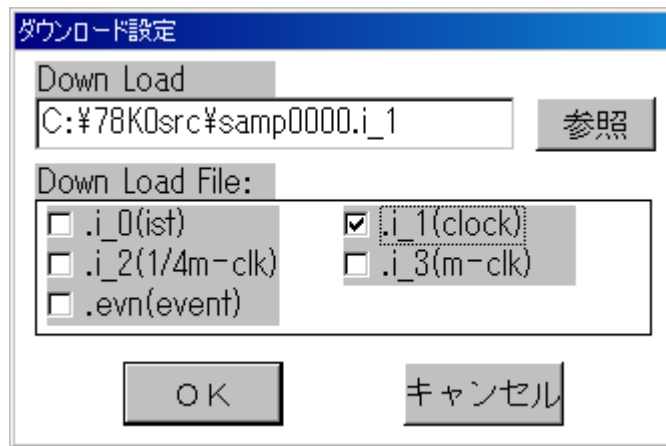 ダウンロード設定
Down Load
C:¥78K0src¥samp0000.i_1
参照
Down Load File:
.i_0(ist)
.i_1(clock)
.i_2(1/4m-clk)
.i_3(m-clk)
.evn(event)
OK
キャンセル